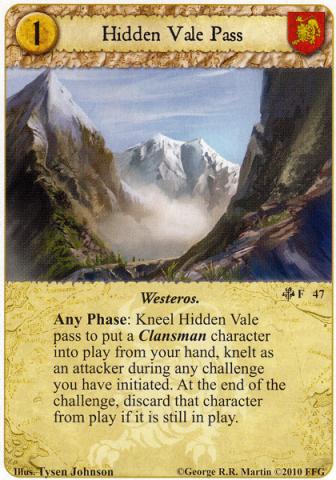 1
Hidden Vale Pass
Westeros.
F 47
Any Phase: Kneel Hidden Vale
pass to put a Clansman character
into play from your hand, knelt as
an attacker during any challenge
you have initiated. At the end of
the challenge, discard that character
from play if it is still in play.
Illus. Tysen Johnson
©George R.R. Martin ©2010 FFG